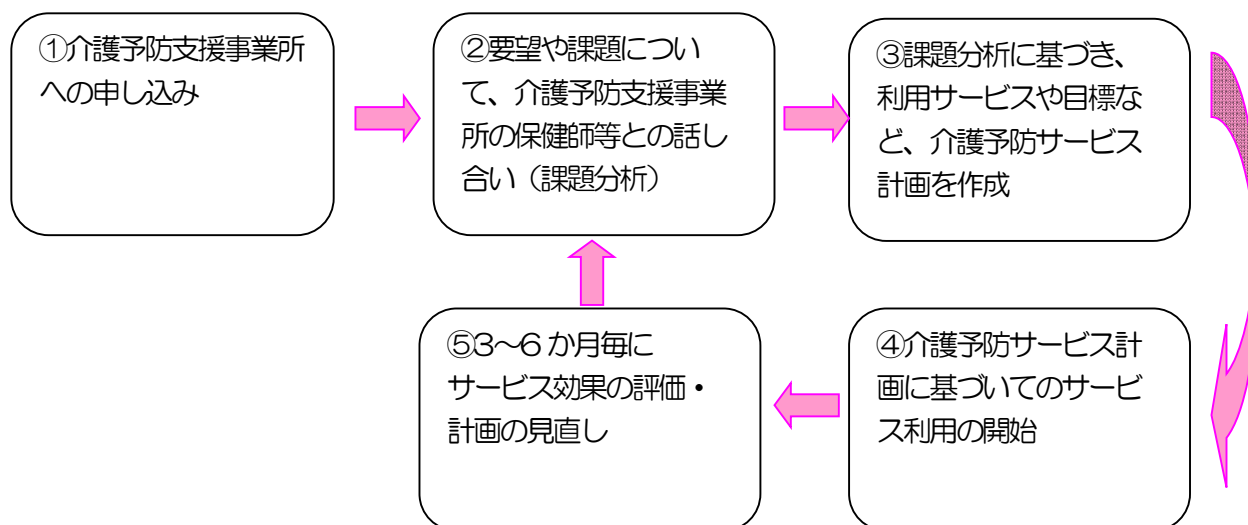 ①介護予防支援事業所
への申し込み
②要望や課題につい
て、介護予防支援事業
所の保健師等との話し
合い（課題分析）
③課題分析に基づき、
利用サービスや目標な
ど、介護予防サービス
計画を作成
④介護予防サービス計
画に基づいてのサービ
ス利用の開始
⑤3～6 か月毎に
サービス効果の評価・
計画の見直し